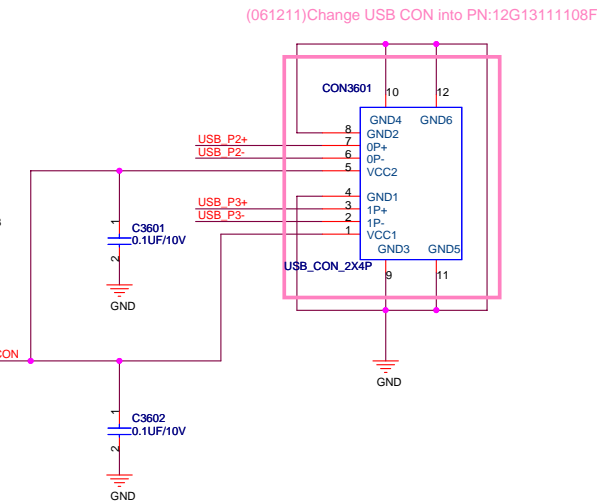 (061211)Change USB CON into PN:12G13111108F
CON3601
10
12
GND4
GND6
USB_P2+
8
GND2
7
0P+
USB_P2-
6
0P-
5
VCC2
4
GND1
USB_P3+
3
1P+
USB_P3-
2
1P-
1
VCC1
GND3
GND5
USB_CON_2X4P
9
11
1
C3601
0.1UF/10V
2
GND
CON
GND
1
C3602
0.1UF/10V
2
GND